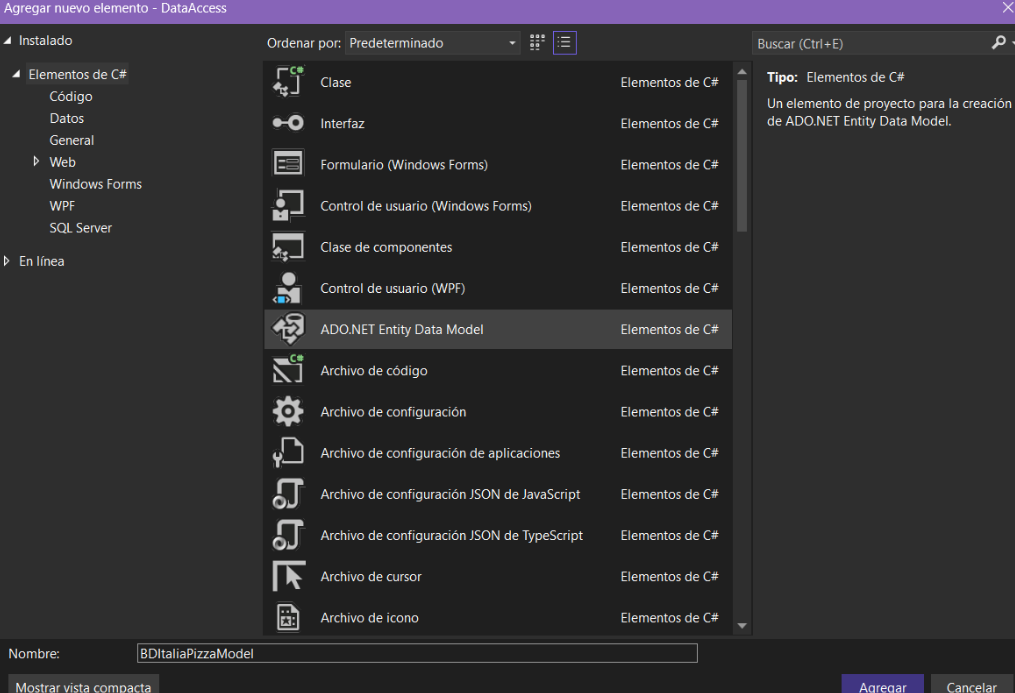 Agregar nuevo elemento - DataAccess
Instalado
Elementos de C#
Código
Datos
General
Web
Windows Forms
WPF
SQL Server
En línea
Ordenar por: Predeterminado
Clase Elementos de C#
Interfaz Elementos de C#
Formulario (Windows Forms) Elementos de C#
Control de usuario (Windows Forms) Elementos de C#
Clase de componentes Elementos de C#
Control de usuario (WPF) Elementos de C#
ADO.NET Entity Data Model Elementos de C#
Archivo de código Elementos de C#
Archivo de configuración Elementos de C#
Archivo de configuración de aplicaciones Elementos de C#
Archivo de configuración JSON de JavaScript Elementos de C#
Archivo de configuración JSON de TypeScript Elementos de C#
Archivo de cursor Elementos de C#
Archivo de icono Elementos de C#
Buscar (Ctrl+E)
Tipo: Elementos de C#
Un elemento de proyecto para la creación
de ADO.NET Entity Data Model.
Nombre: BDItaliaPizzaModel
Mostrar vista compacta
Agregar
Cancelar